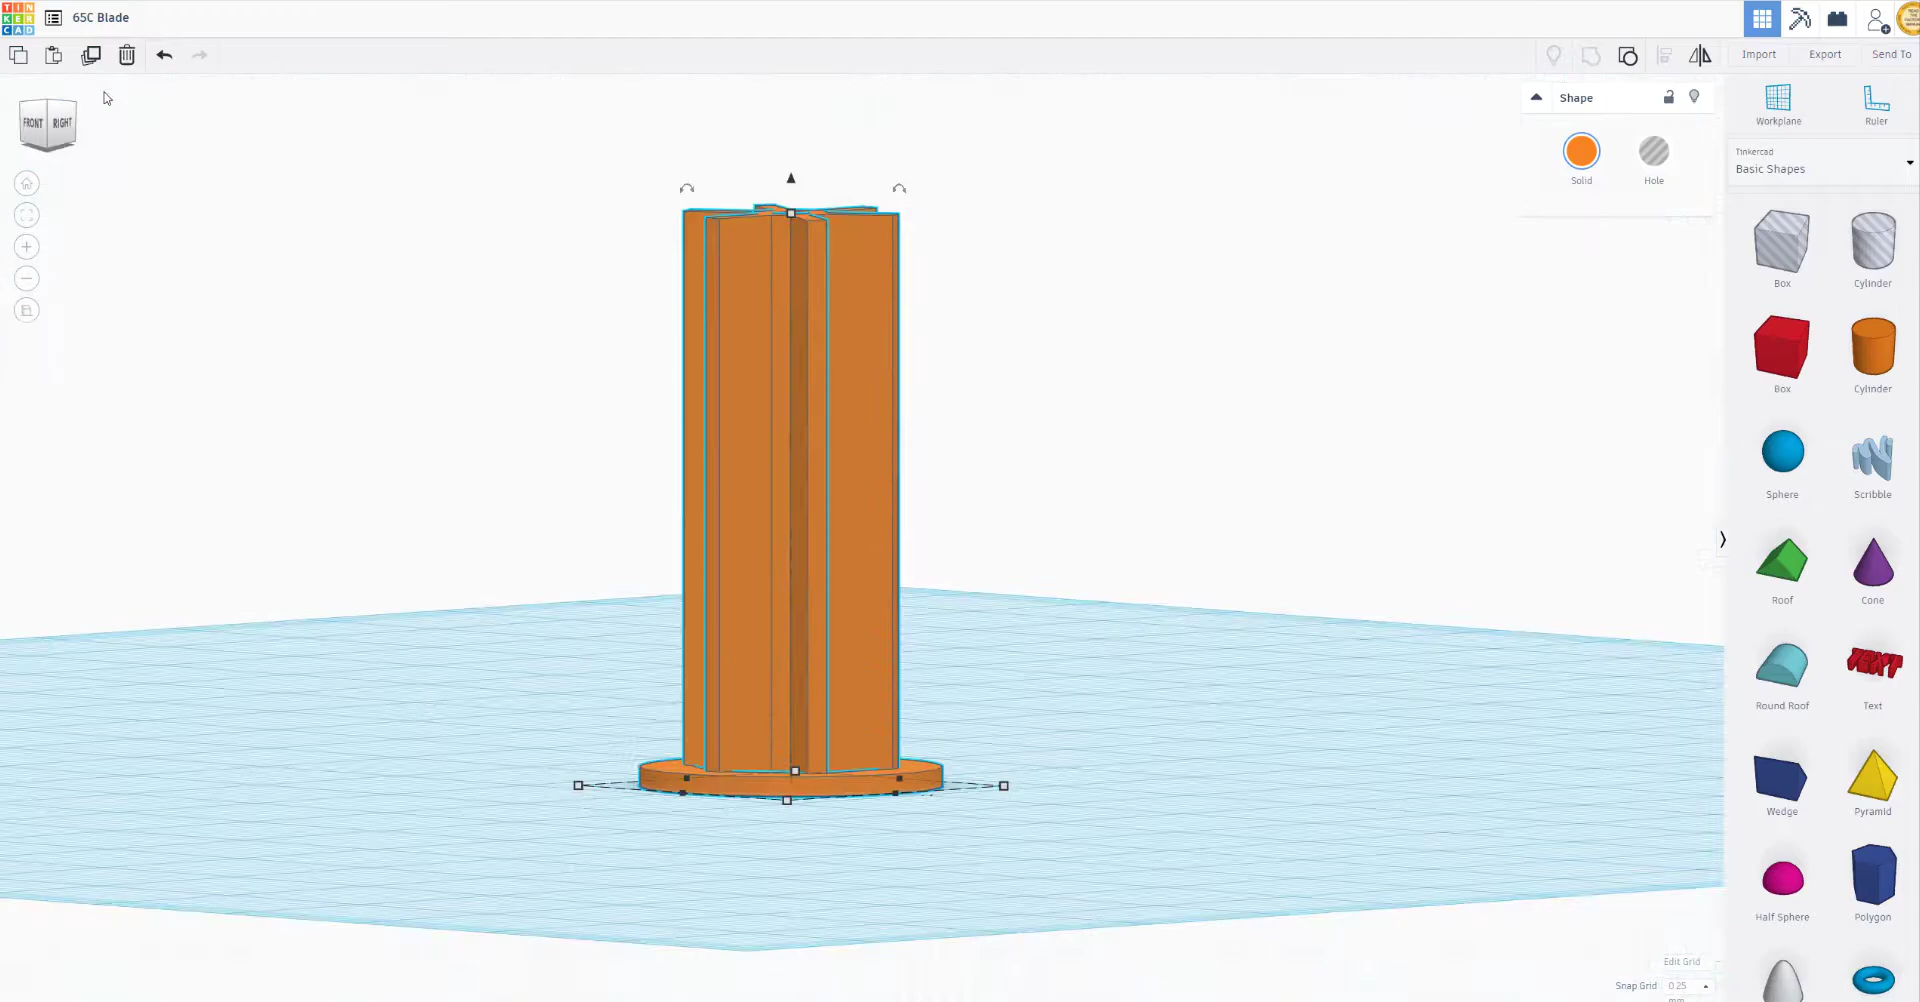 TIN
KER
CAD
65C Blade
Import
Export
Send To
FRONT
RIGHT
Shape
Solid
Hole
Workplane
Ruler
Tinkercad
Basic Shapes
Box
Cylinder
Box
Cylinder
Sphere
Scribble
Roof
Cone
TEXT
Round Roof
Text
Wedge
Pyramid
Half Sphere
Polygon
Edit Grid
Snap Grid 0.25 mm